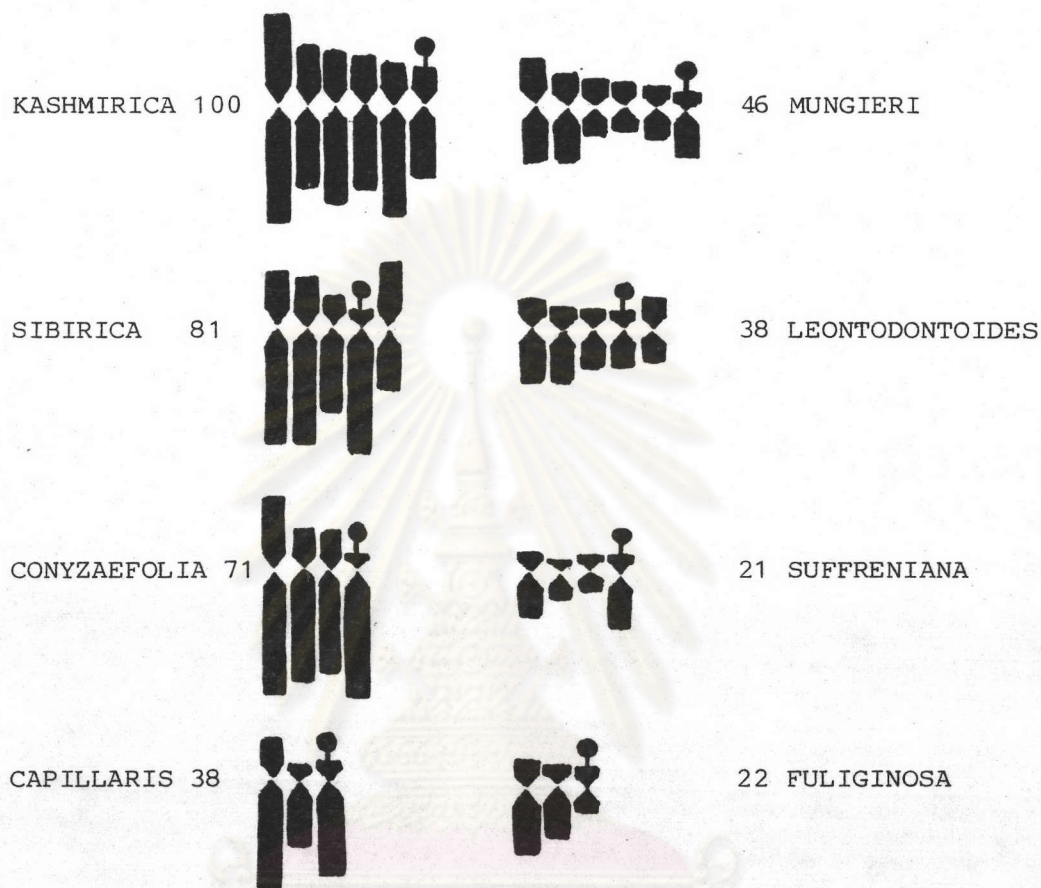 KASHMIRICA 100 46 MUNGIERI
SIBIRICA 81 38 LEONTODONTOIDES
CONYZAEFOLIA 71 21 SUFFRENIANA
CAPILLARIS 38 22 FULIGINOSA